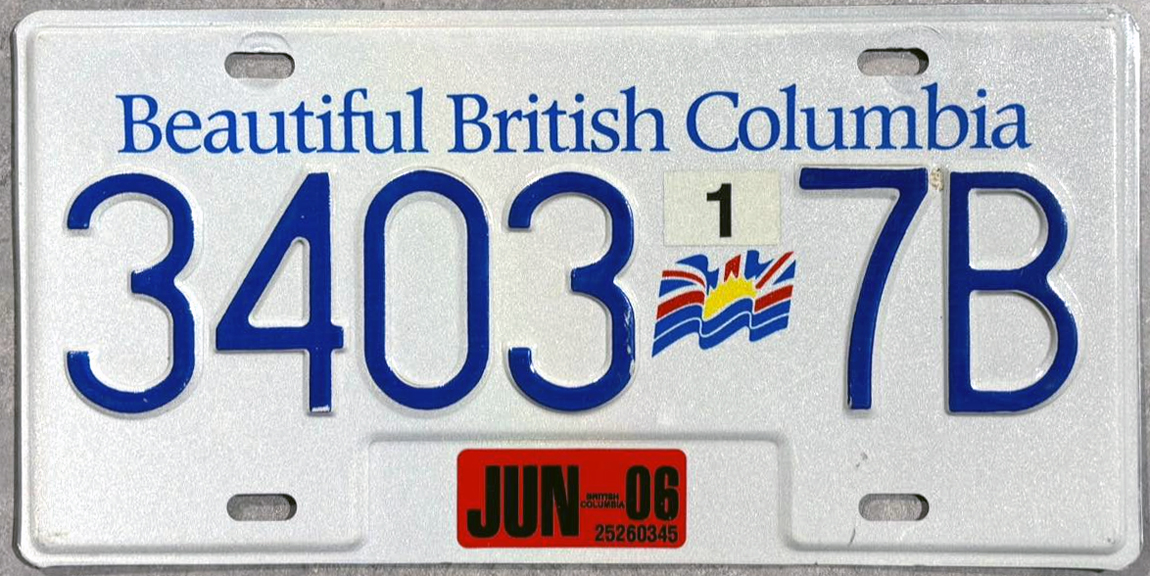 Beautiful British Columbia
3403 1 7B
JUN BRITISH COLUMBIA 06
25260345